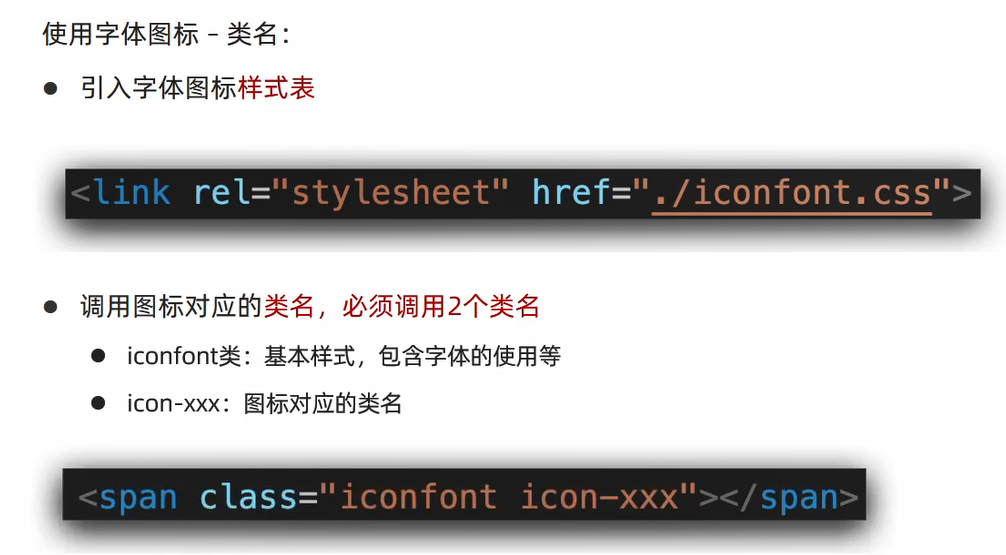 使用字体图标 – 类名：
● 引入字体图标样式表
<link rel="stylesheet" href="./iconfont.css">
● 调用图标对应的类名，必须调用2个类名
● iconfont类：基本样式，包含字体的使用等
● icon-xxx：图标对应的类名
<span class="iconfont icon-xxx"></span>